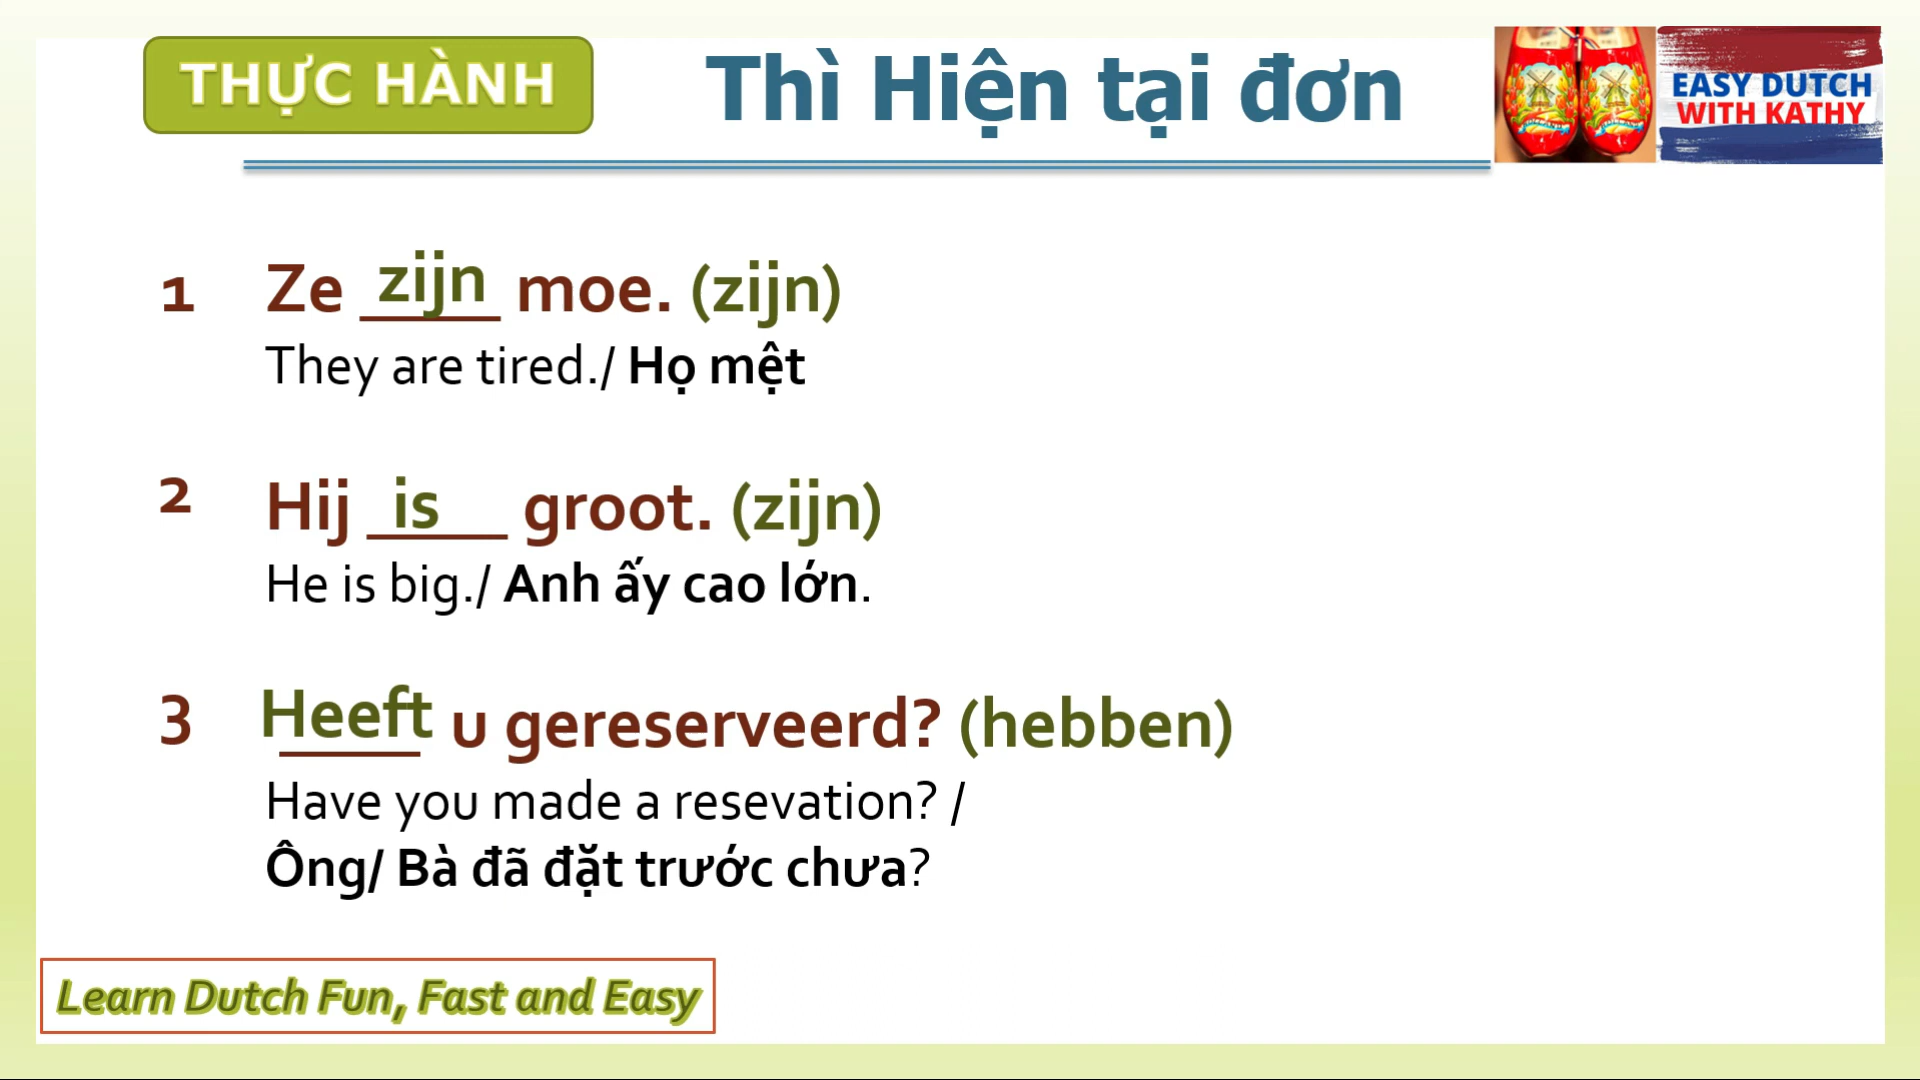 THỰC HÀNH
Thì Hiện tại đơn
EASY DUTCH
WITH KATHY
1 Ze zijn moe. (zijn)
They are tired./ Họ mệt
2 Hij is groot. (zijn)
He is big./ Anh ấy cao lớn.
3 Heeft u gereserveerd? (hebben)
Have you made a resevation? /
Ông/ Bà đã đặt trước chưa?
Learn Dutch Fun, Fast and Easy